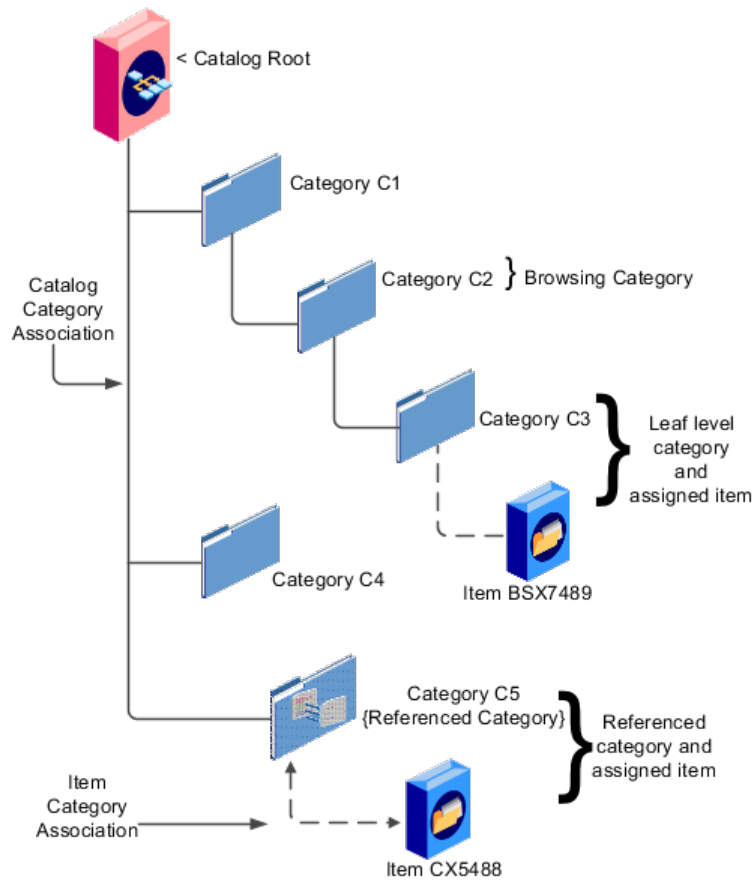 < Catalog Root
Category C1
Category C2 } Browsing Category
Catalog
Category
Association
Category C3
Leaf level
category
and
assigned item
Item BSX7489
Category C4
Category C5
{Referenced Category}
Referenced
category and
assigned item
Item
Category
Association
Item CX5488